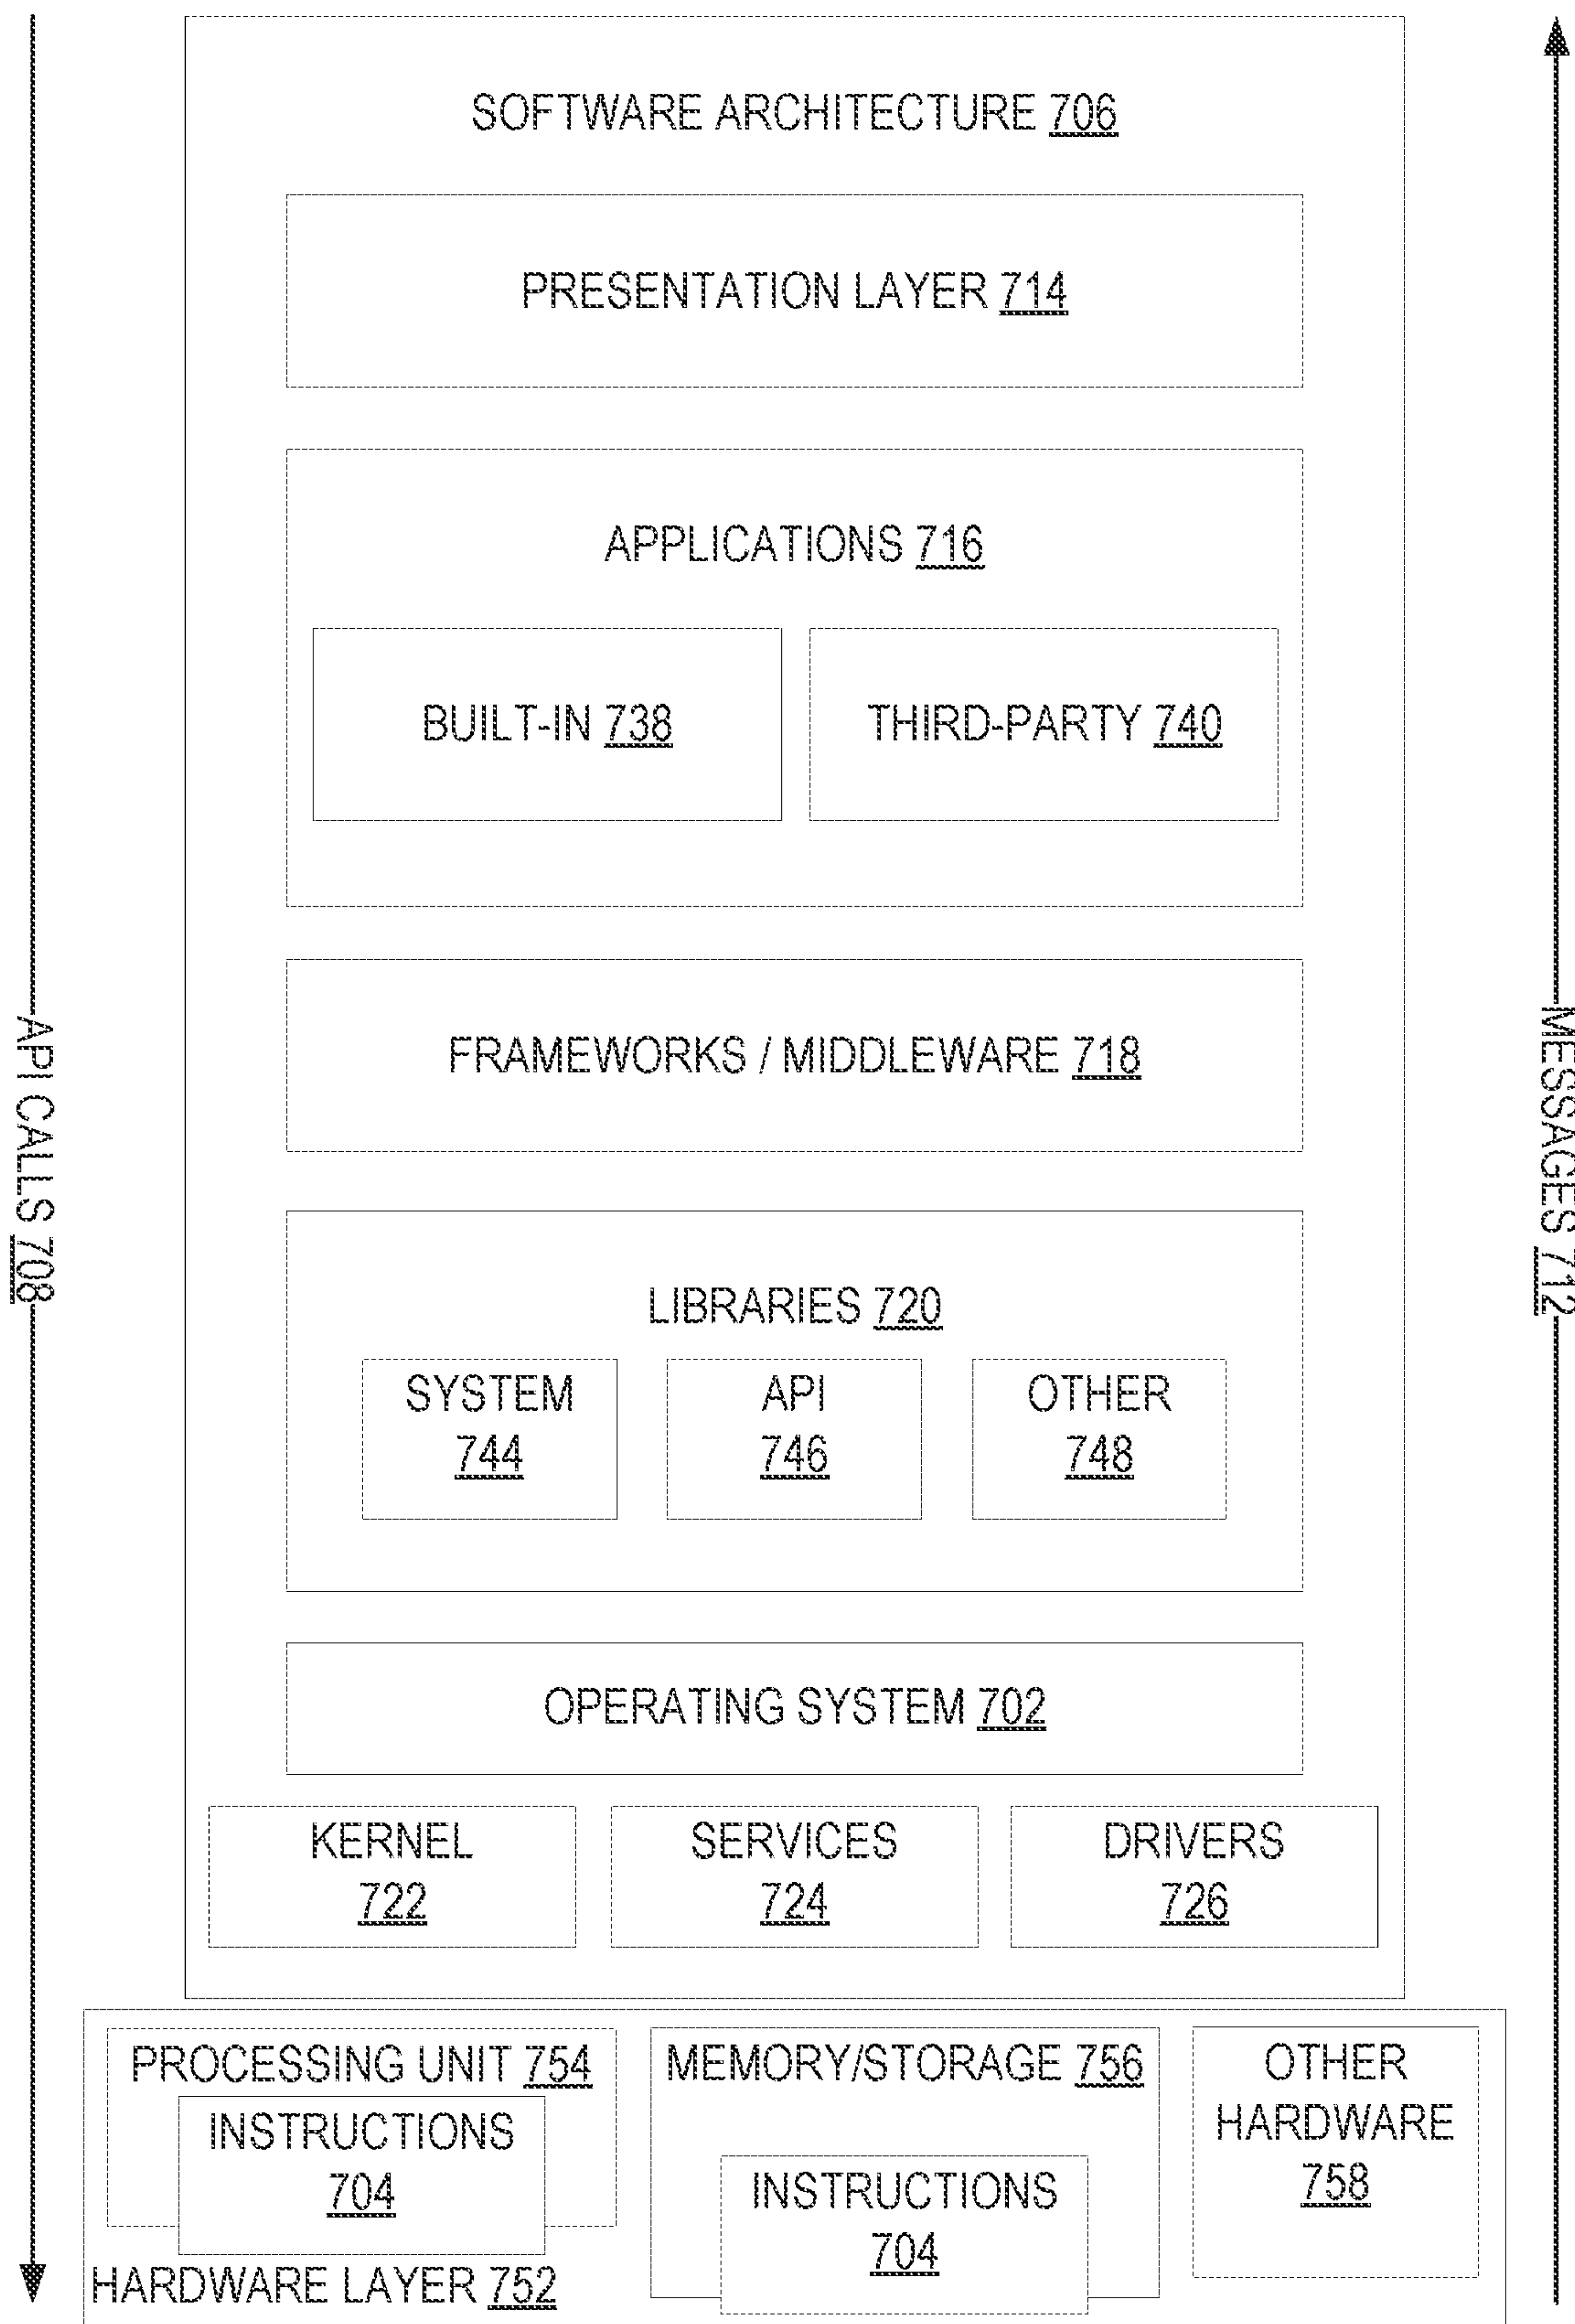 SOFTWARE ARCHITECTURE 706
PRESENTATION LAYER 714
APPLICATIONS 716
BUILT-IN 738
THIRD-PARTY 740
FRAMEWORKS / MIDDLEWARE 718
API CALLS 708
MESSAGES 712
LIBRARIES 720
SYSTEM
744
API
746
OTHER
748
OPERATING SYSTEM 702
KERNEL
722
SERVICES
724
DRIVERS
726
PROCESSING UNIT 754
INSTRUCTIONS
704
MEMORY/STORAGE 756
INSTRUCTIONS
704
OTHER
HARDWARE
758
HARDWARE LAYER 752